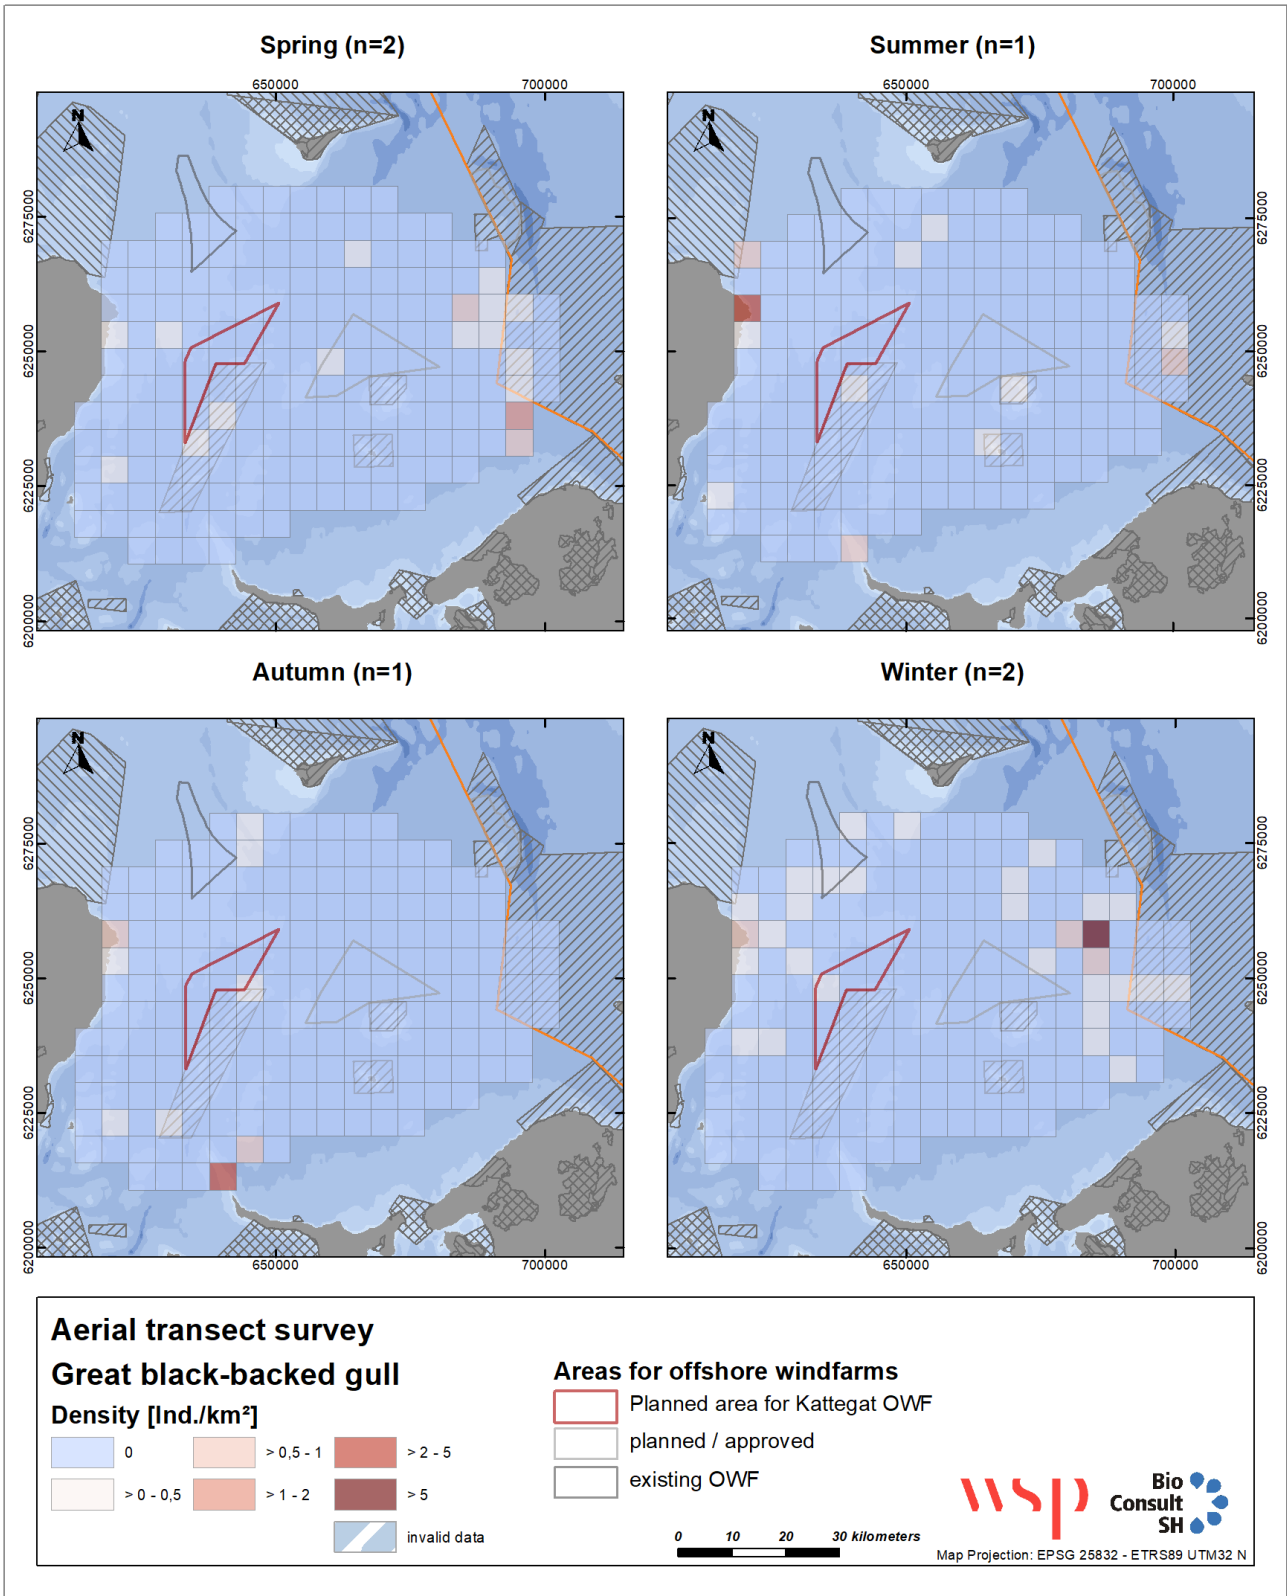 Spring (n=2)
Summer (n=1)
650000
700000
650000
700000
N
N
6275000
6250000
6225000
6200000
6275000
6250000
6225000
6200000
Autumn (n=1)
Winter (n=2)
N
N
6275000
6250000
6225000
6200000
6275000
6250000
6225000
6200000
650000
700000
650000
700000
Aerial transect survey
Great black-backed gull
Density [Ind./km²]
0
> 0,5 - 1
> 2 - 5
> 0 - 0,5
> 1 - 2
> 5
invalid data
Areas for offshore windfarms
Planned area for Kattegat OWF
planned / approved
existing OWF
0 10 20 30 kilometers
wsp
Bio
Consult
SH
Map Projection: EPSG 25832 - ETRS89 UTM32 N